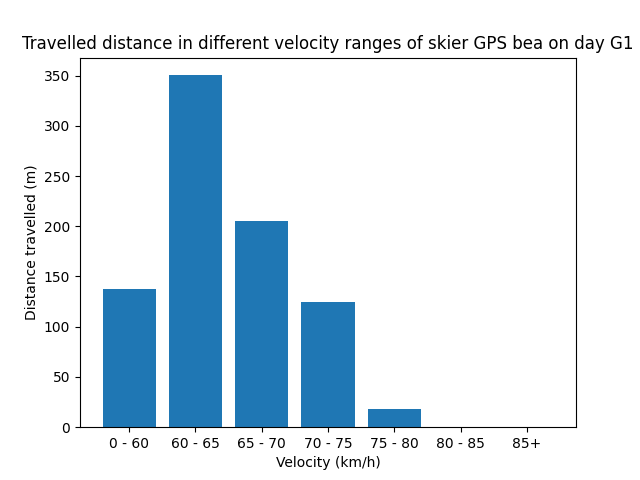 Travelled distance in different velocity ranges of skier GPS bea on day G1
350
300
250
200
150
100
50
0
Distance travelled (m)
0 - 60 60 - 65 65 - 70 70 - 75 75 - 80 80 - 85 85+
Velocity (km/h)